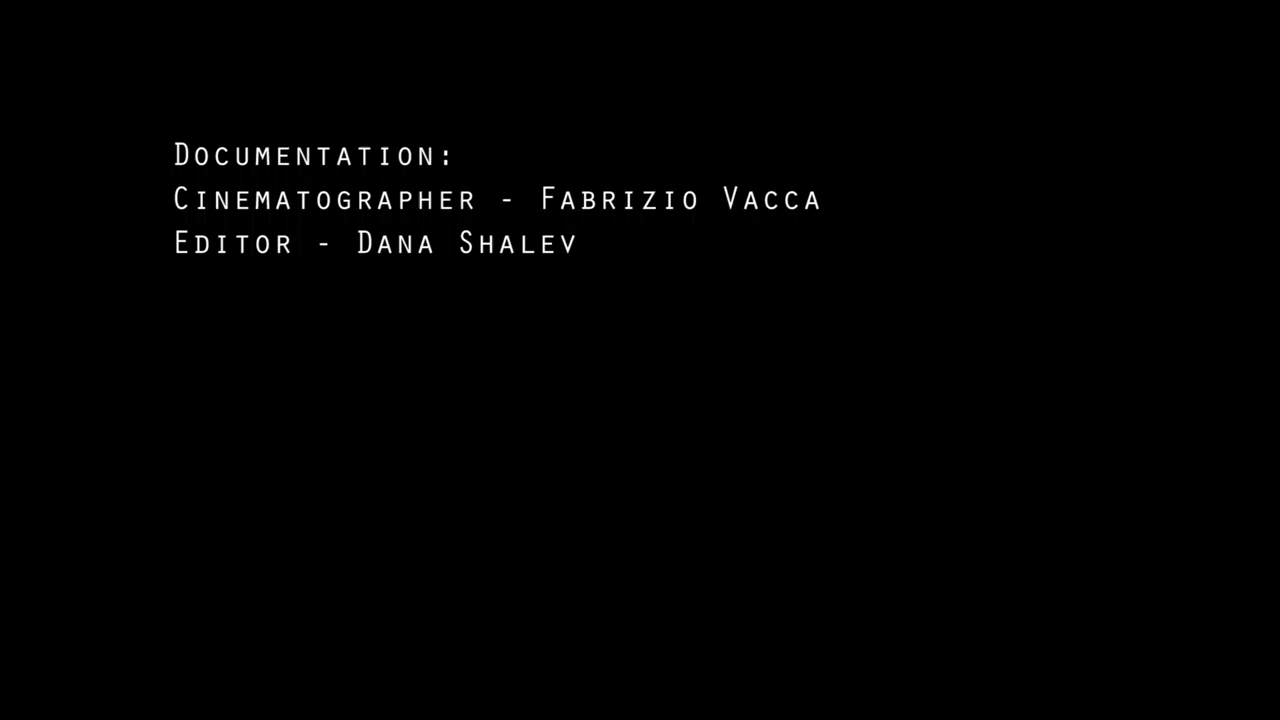 Documentation:
Cinematographer - Fabrizio Vacca
Editor - Dana Shalev